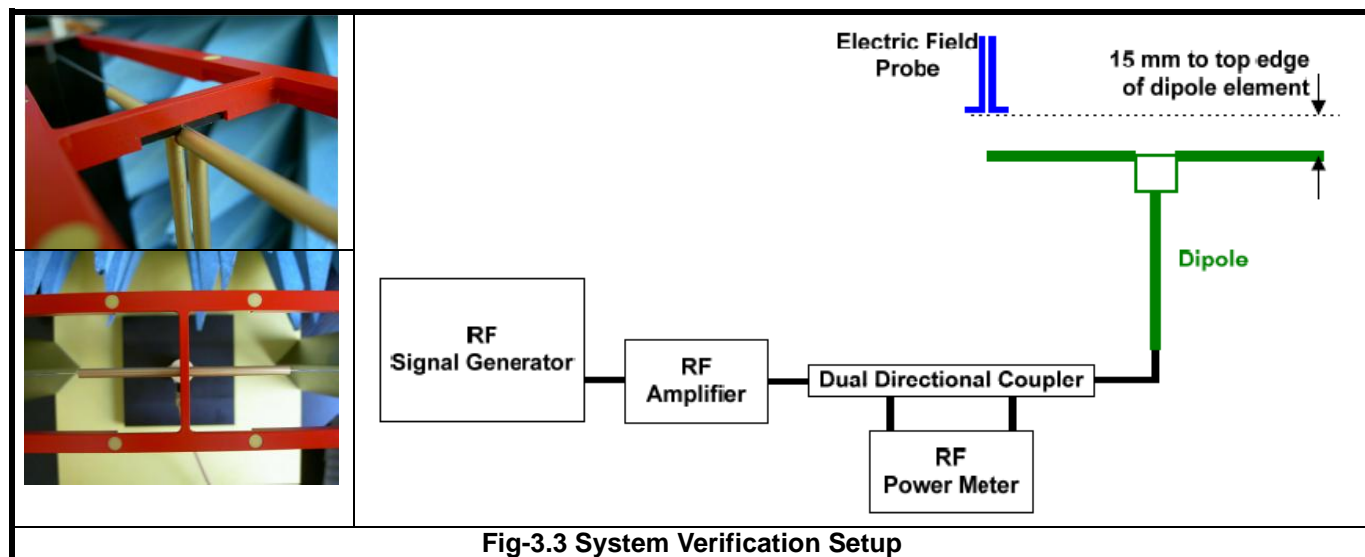 Electric Field
Probe
15 mm to top edge
of dipole element
Dipole
RF
Signal Generator
RF
Amplifier
Dual Directional Coupler
RF
Power Meter
Fig-3.3 System Verification Setup